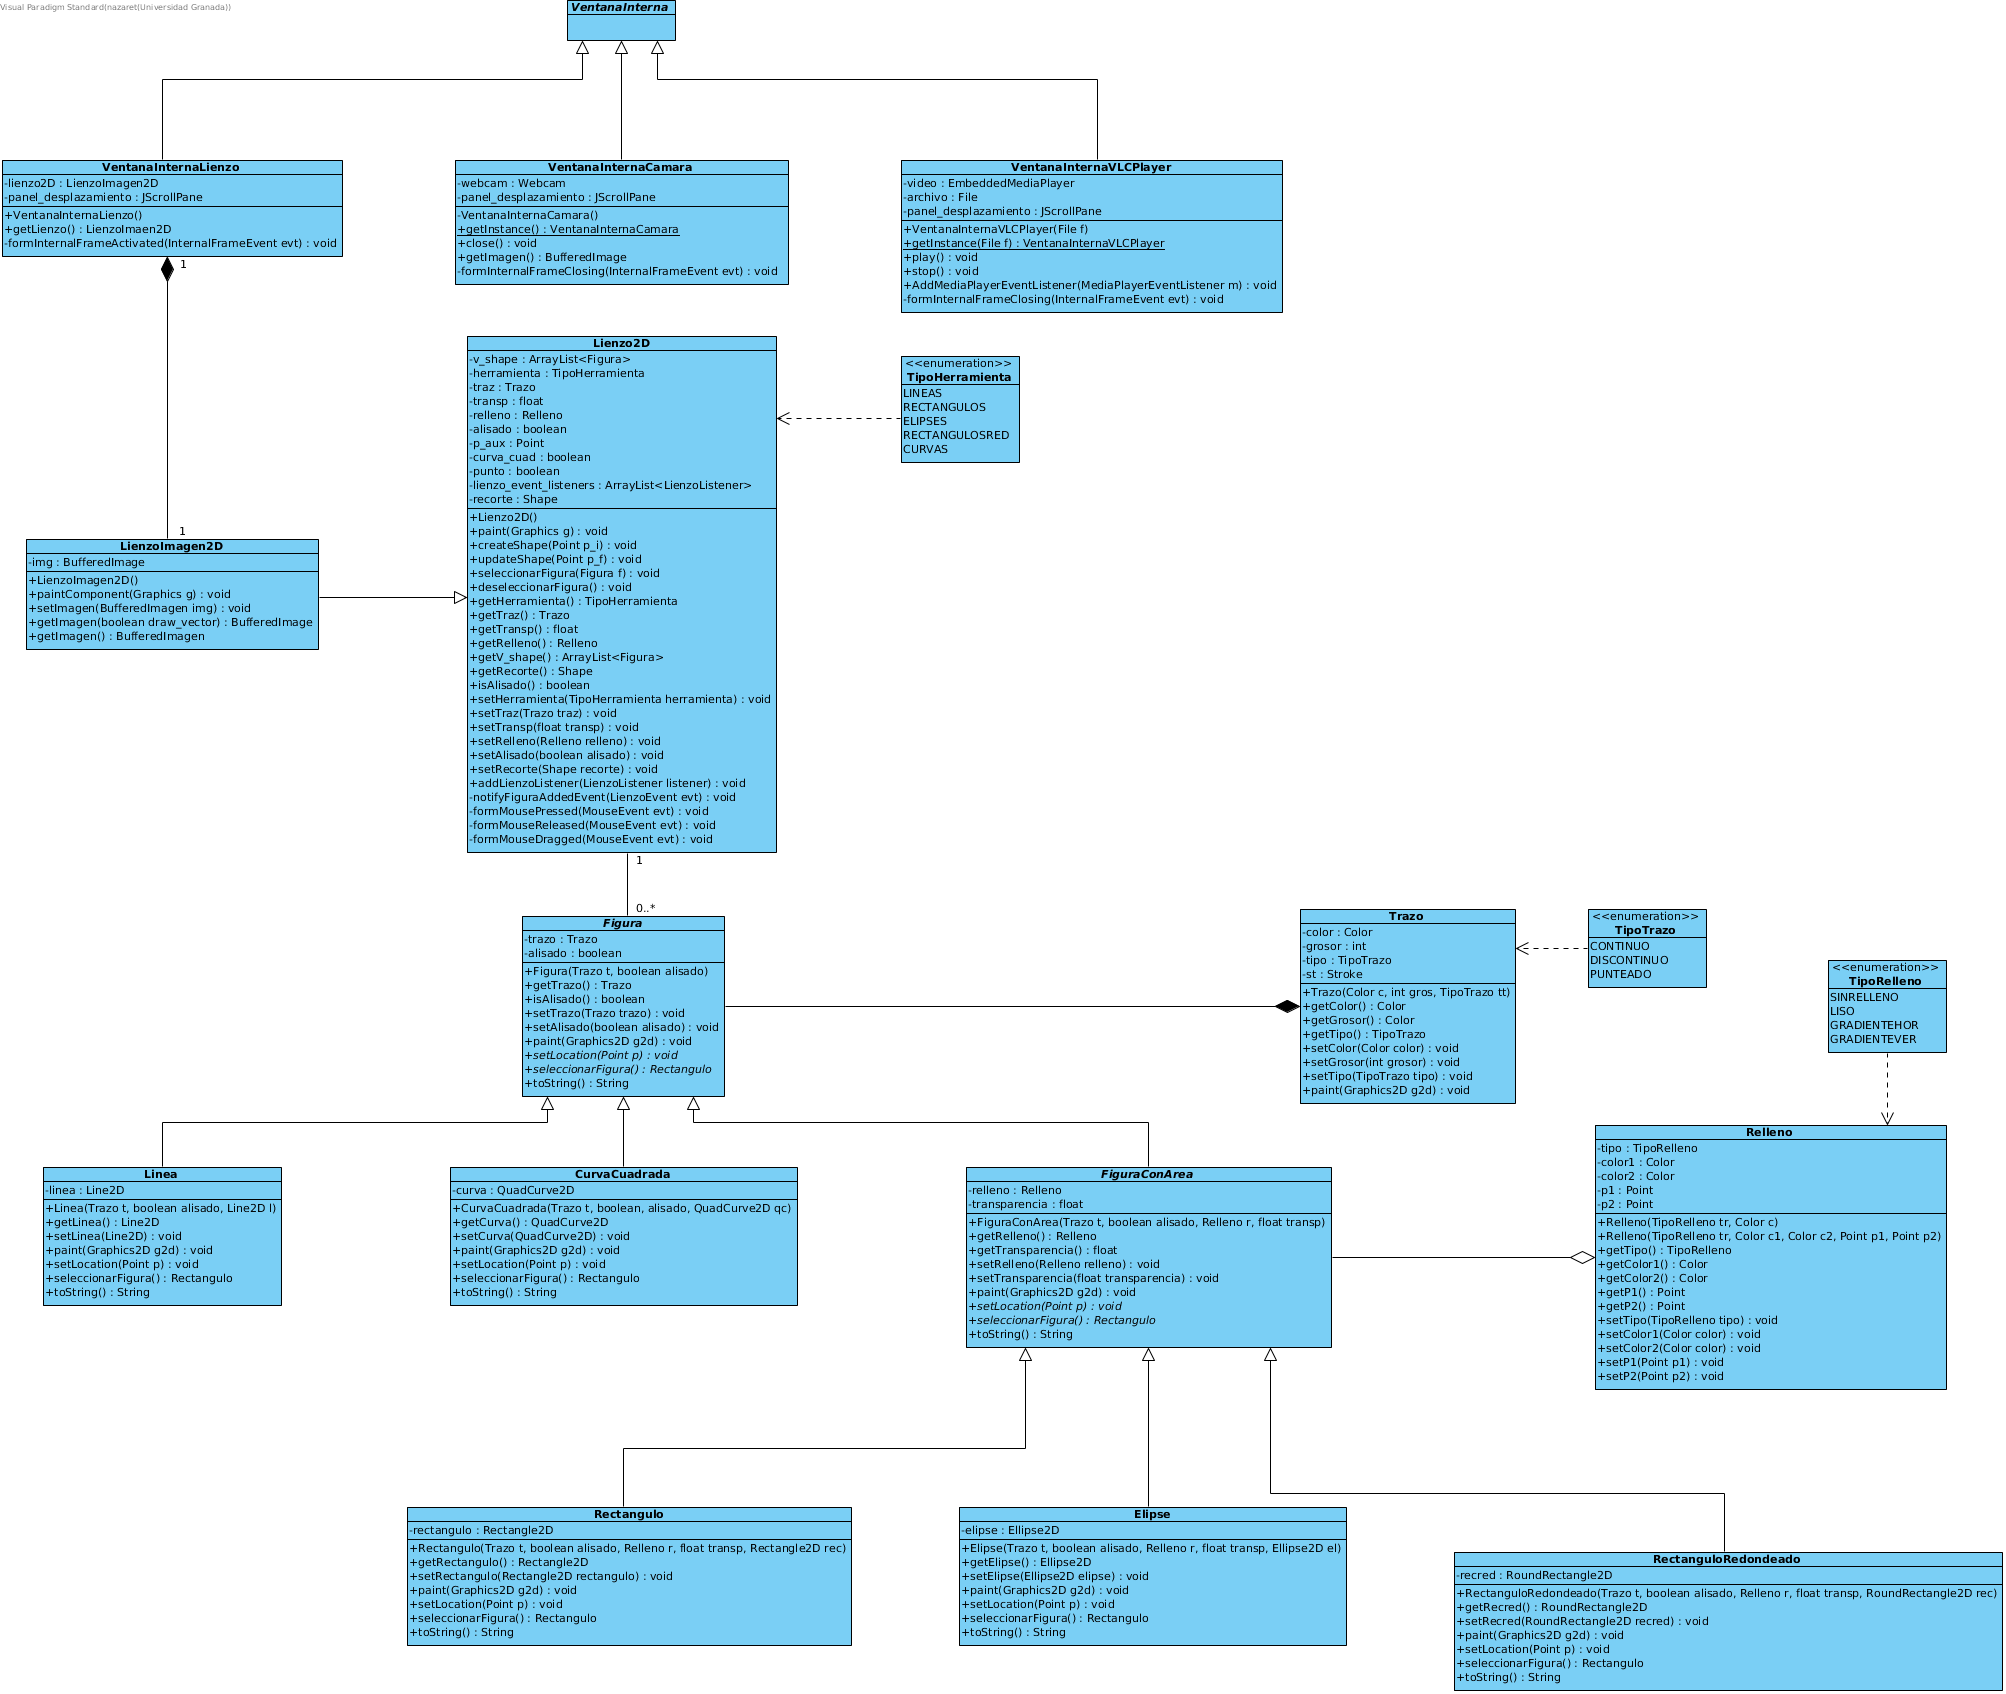 Visual Paradigm Standard(nazaret(Universidad Granada))
VentanaInterna
VentanaInternaLienzo
-lienzo2D : LienzoImagen2D
-panel_desplazamiento : JScrollPane
+VentanaInternaLienzo()
+getLienzo() : LienzoImaen2D
-formInternalFrameActivated(InternalFrameEvent evt) : void
VentanaInternaCamara
-webcam : Webcam
-panel_desplazamiento : JScrollPane
-VentanaInternaCamara()
+getInstance() : VentanaInternaCamara
+close() : void
+getImagen() : BufferedImage
-formInternalFrameClosing(InternalFrameEvent evt) : void
VentanaInternaVLCPlayer
-video : EmbeddedMediaPlayer
-archivo : File
-panel_desplazamiento : JScrollPane
+VentanaInternaVLCPlayer(File f)
+getInstance(File f) : VentanaInternaVLCPlayer
+play() : void
+stop() : void
+AddMediaPlayerEventListener(MediaPlayerEventListener m) : void
-formInternalFrameClosing(InternalFrameEvent evt) : void
1
1
Lienzo2D
-v_shape : ArrayList<Figura>
-herramienta : TipoHerramienta
-traz : Trazo
-transp : float
-relleno : Relleno
-alisado : boolean
-p_aux : Point
-curva_cuad : boolean
-punto : boolean
-lienzo_event_listeners : ArrayList<LienzoListener>
-recorte : Shape
+Lienzo2D()
+paint(Graphics g) : void
+createShape(Point p_i) : void
+updateShape(Point p_f) : void
+seleccionarFigura(Figura f) : void
+deseleccionarFigura() : void
+getHerramienta() : TipoHerramienta
+getTraz() : Trazo
+getTransp() : float
+getRelleno() : Relleno
+getV_shape() : ArrayList<Figura>
+getRecorte() : Shape
+isAlisado() : boolean
+setHerramienta(TipoHerramienta herramienta) : void
+setTraz(Trazo traz) : void
+setTransp(float transp) : void
+setRelleno(Relleno relleno) : void
+setAlisado(boolean alisado) : void
+setRecorte(Shape recorte) : void
+addLienzoListener(LienzoListener listener) : void
-notifyFiguraAddedEvent(LienzoEvent evt) : void
-formMousePressed(MouseEvent evt) : void
-formMouseReleased(MouseEvent evt) : void
-formMouseDragged(MouseEvent evt) : void
<<enumeration>>
TipoHerramienta
LINEAS
RECTANGULOS
ELIPSES
RECTANGULOSRED
CURVAS
LienzoImagen2D
-img : BufferedImage
+LienzoImagen2D()
+paintComponent(Graphics g) : void
+setImagen(BufferedImagen img) : void
+getImagen(boolean draw_vector) : BufferedImage
+getImagen() : BufferedImagen
1
0..*
Figura
-trazo : Trazo
-alisado : boolean
+Figura(Trazo t, boolean alisado)
+getTrazo() : Trazo
+isAlisado() : boolean
+setTrazo(Trazo trazo) : void
+setAlisado(boolean alisado) : void
+paint(Graphics2D g2d) : void
+setLocation(Point p) : void
+seleccionarFigura() : Rectangulo
+toString() : String
Trazo
-color : Color
-grosor : int
-tipo : TipoTrazo
-st : Stroke
+Trazo(Color c, int gros, TipoTrazo tt)
+getColor() : Color
+getGrosor() : Color
+getTipo() : TipoTrazo
+setColor(Color color) : void
+setGrosor(int grosor) : void
+setTipo(TipoTrazo tipo) : void
+paint(Graphics2D g2d) : void
<<enumeration>>
TipoTrazo
CONTINUO
DISCONTINUO
PUNTEADO
<<enumeration>>
TipoRelleno
SINRELLENO
LISO
GRADIENTEHOR
GRADIENTEVER
Linea
-linea : Line2D
+Linea(Trazo t, boolean alisado, Line2D l)
+getLinea() : Line2D
+setLinea(Line2D) : void
+paint(Graphics2D g2d) : void
+setLocation(Point p) : void
+seleccionarFigura() : Rectangulo
+toString() : String
CurvaCuadrada
-curva : QuadCurve2D
+CurvaCuadrada(Trazo t, boolean, alisado, QuadCurve2D qc)
+getCurva() : QuadCurve2D
+setCurva(QuadCurve2D) : void
+paint(Graphics2D g2d) : void
+setLocation(Point p) : void
+seleccionarFigura() : Rectangulo
+toString() : String
FiguraConArea
-relleno : Relleno
-transparencia : float
+FiguraConArea(Trazo t, boolean alisado, Relleno r, float transp)
+getRelleno() : Relleno
+getTransparencia() : float
+setRelleno(Relleno relleno) : void
+setTransparencia(float transparencia) : void
+paint(Graphics2D g2d) : void
+setLocation(Point p) : void
+seleccionarFigura() : Rectangulo
+toString() : String
Relleno
-tipo : TipoRelleno
-color1 : Color
-color2 : Color
-p1 : Point
-p2 : Point
+Relleno(TipoRelleno tr, Color c)
+Relleno(TipoRelleno tr, Color c1, Color c2, Point p1, Point p2)
+getTipo() : TipoRelleno
+getColor1() : Color
+getColor2() : Color
+getP1() : Point
+getP2() : Point
+setTipo(TipoRelleno tipo) : void
+setColor1(Color color) : void
+setColor2(Color color) : void
+setP1(Point p1) : void
+setP2(Point p2) : void
Rectangulo
-rectangulo : Rectangle2D
+Rectangulo(Trazo t, boolean alisado, Relleno r, float transp, Rectangle2D rec)
+getRectangulo() : Rectangle2D
+setRectangulo(Rectangle2D rectangulo) : void
+paint(Graphics2D g2d) : void
+setLocation(Point p) : void
+seleccionarFigura() : Rectangulo
+toString() : String
Elipse
-elipse : Ellipse2D
+Elipse(Trazo t, boolean alisado, Relleno r, float transp, Ellipse2D el)
+getElipse() : Ellipse2D
+setElipse(Ellipse2D elipse) : void
+paint(Graphics2D g2d) : void
+setLocation(Point p) : void
+seleccionarFigura() : Rectangulo
+toString() : String
RectanguloRedondeado
-recred : RoundRectangle2D
+RectanguloRedondeado(Trazo t, boolean alisado, Relleno r, float transp, RoundRectangle2D rec)
+getRecred() : RoundRectangle2D
+setRecred(RoundRectangle2D recred) : void
+paint(Graphics2D g2d) : void
+setLocation(Point p) : void
+seleccionarFigura() : Rectangulo
+toString() : String